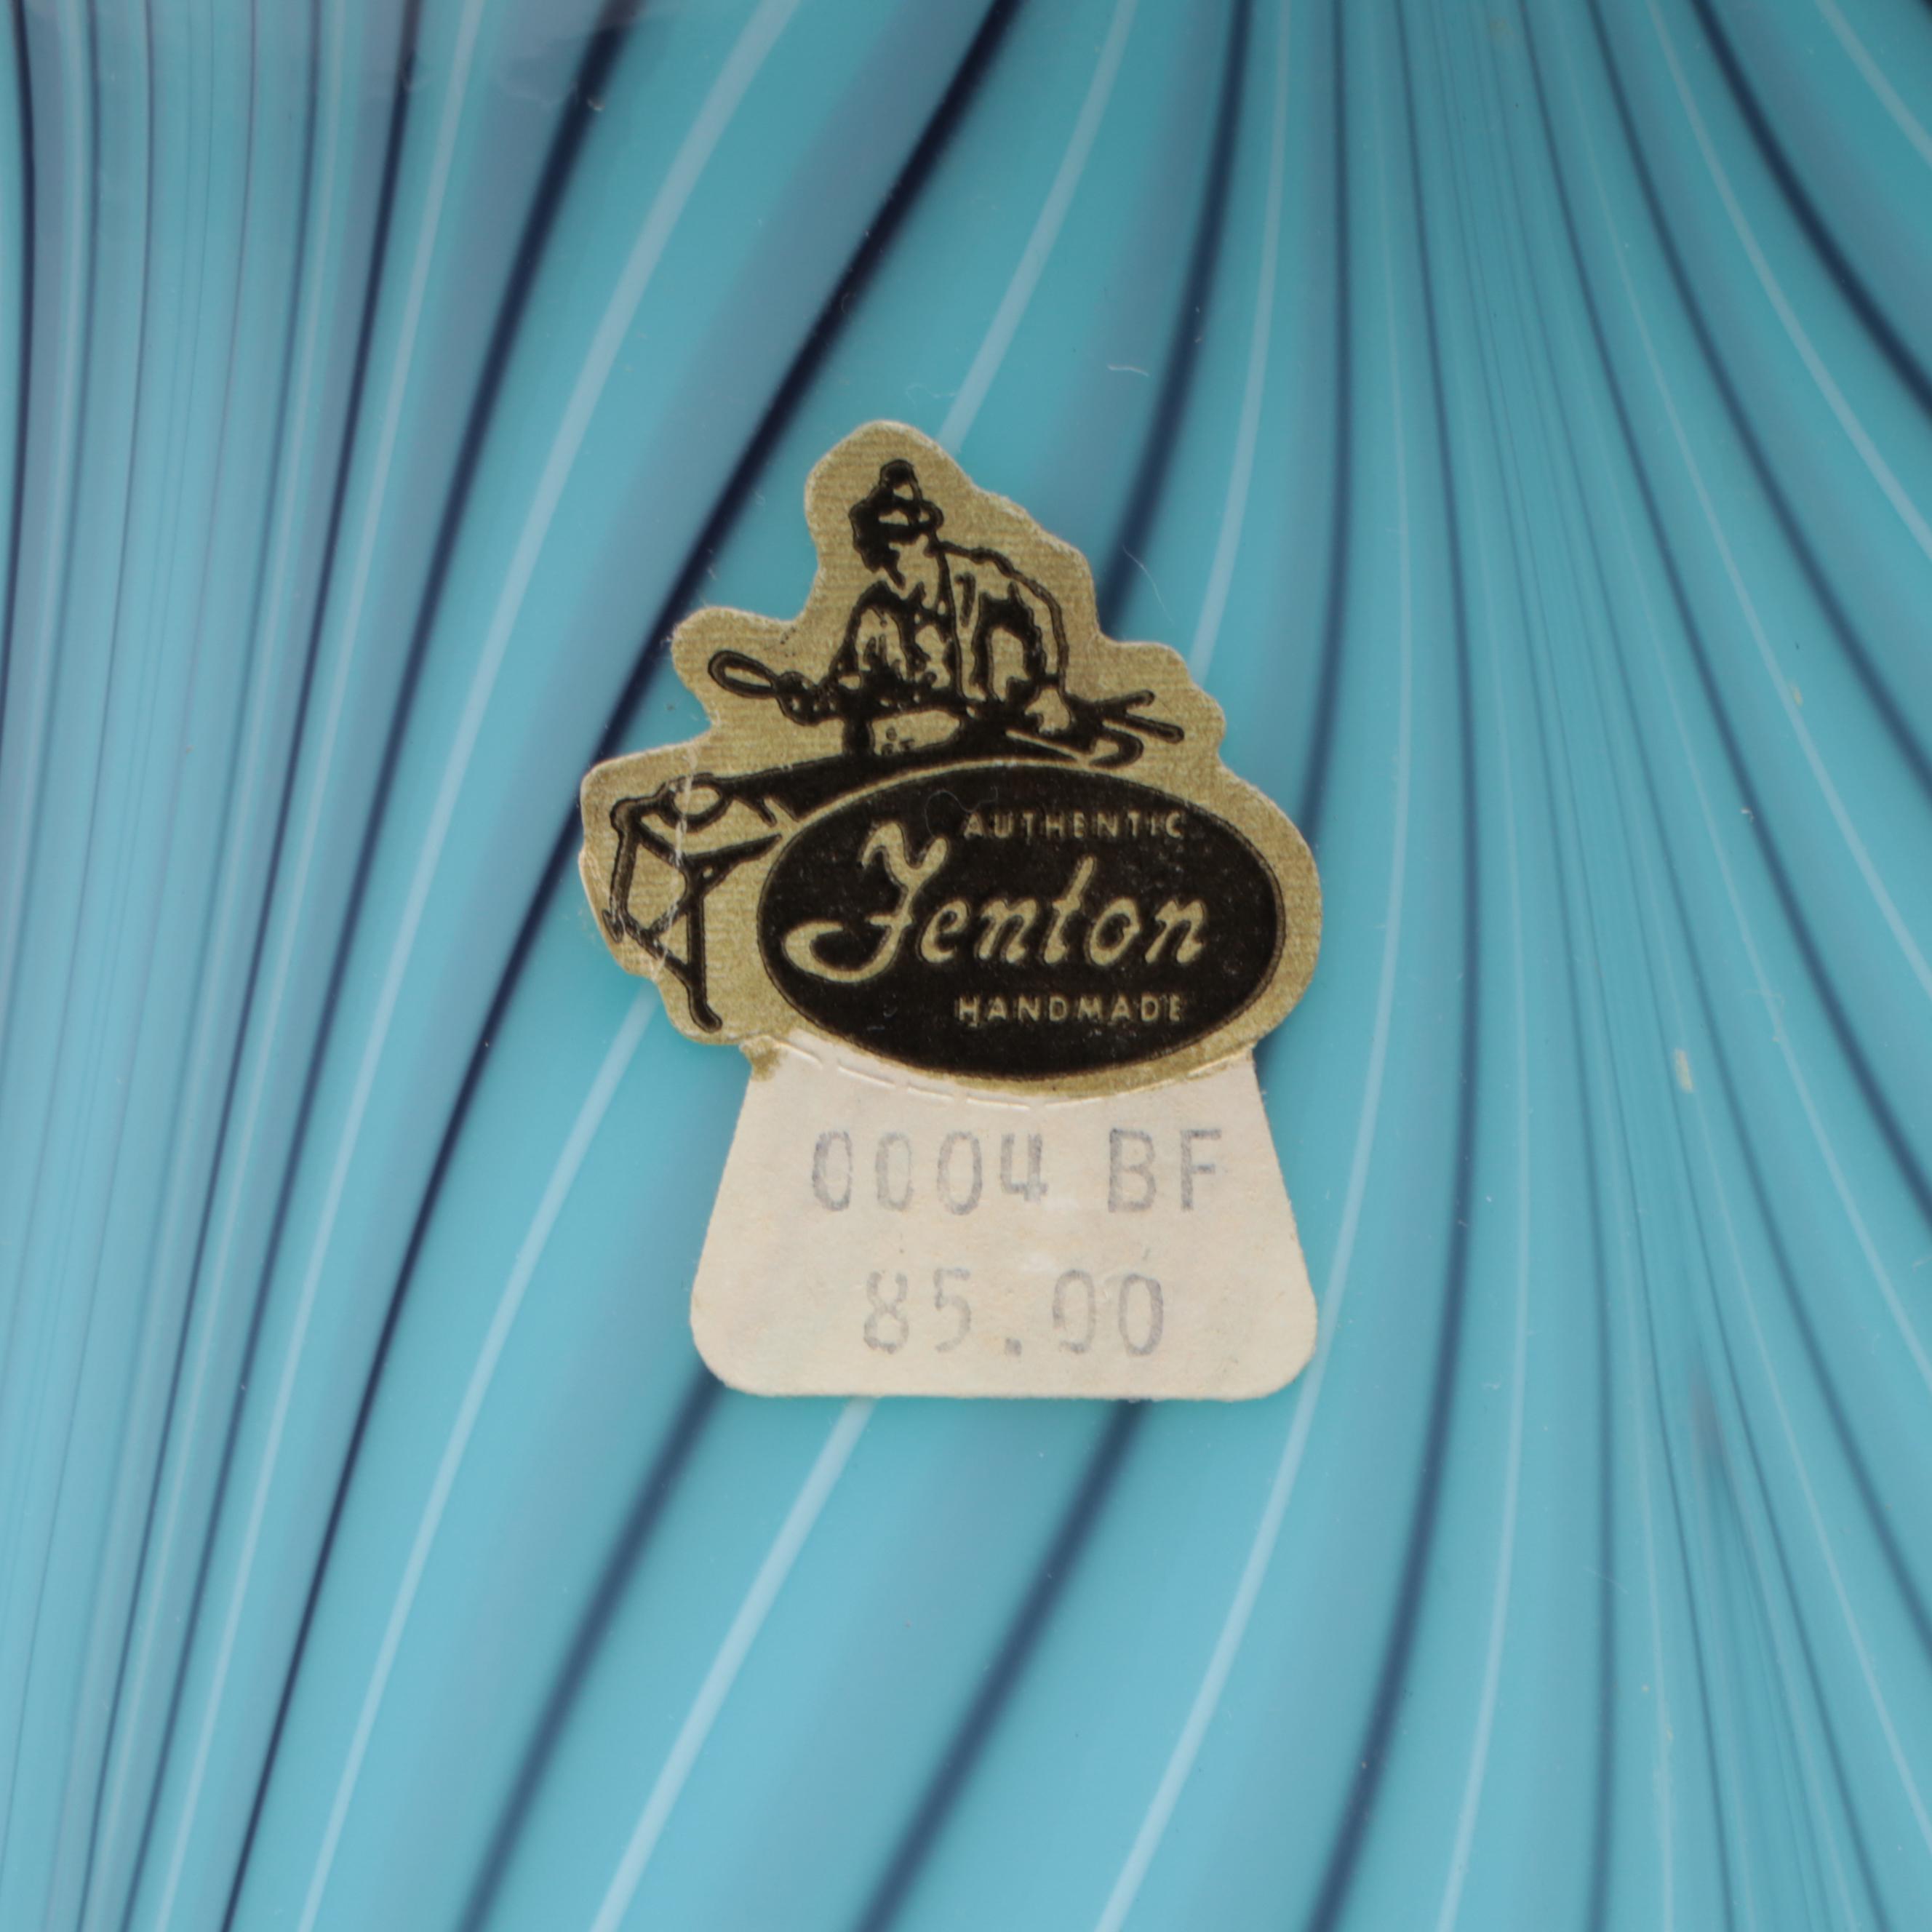 AUTHENTIC
Fenton
HANDMADE
0004 BF
85.00